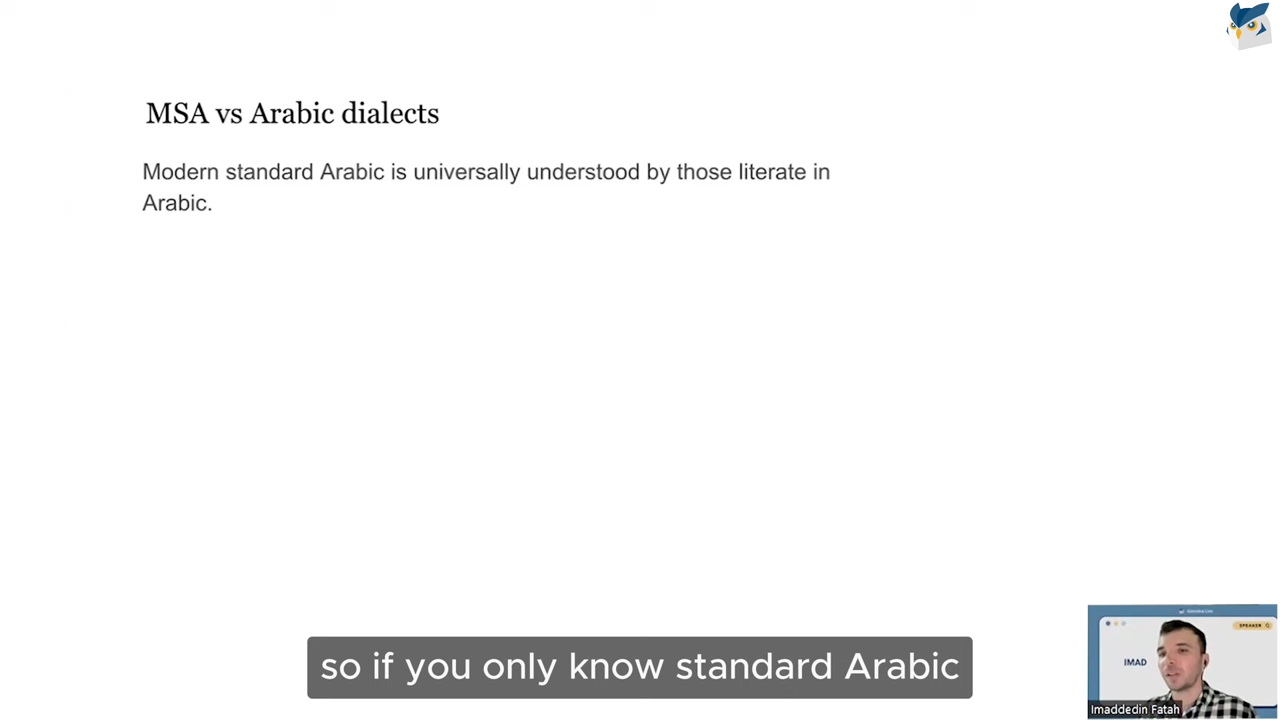 MSA vs Arabic dialects
Modern standard Arabic is universally understood by those literate in
Arabic.
so if you only know standard Arabic
SPEAKER
IMAD
Imaddedin Fatah